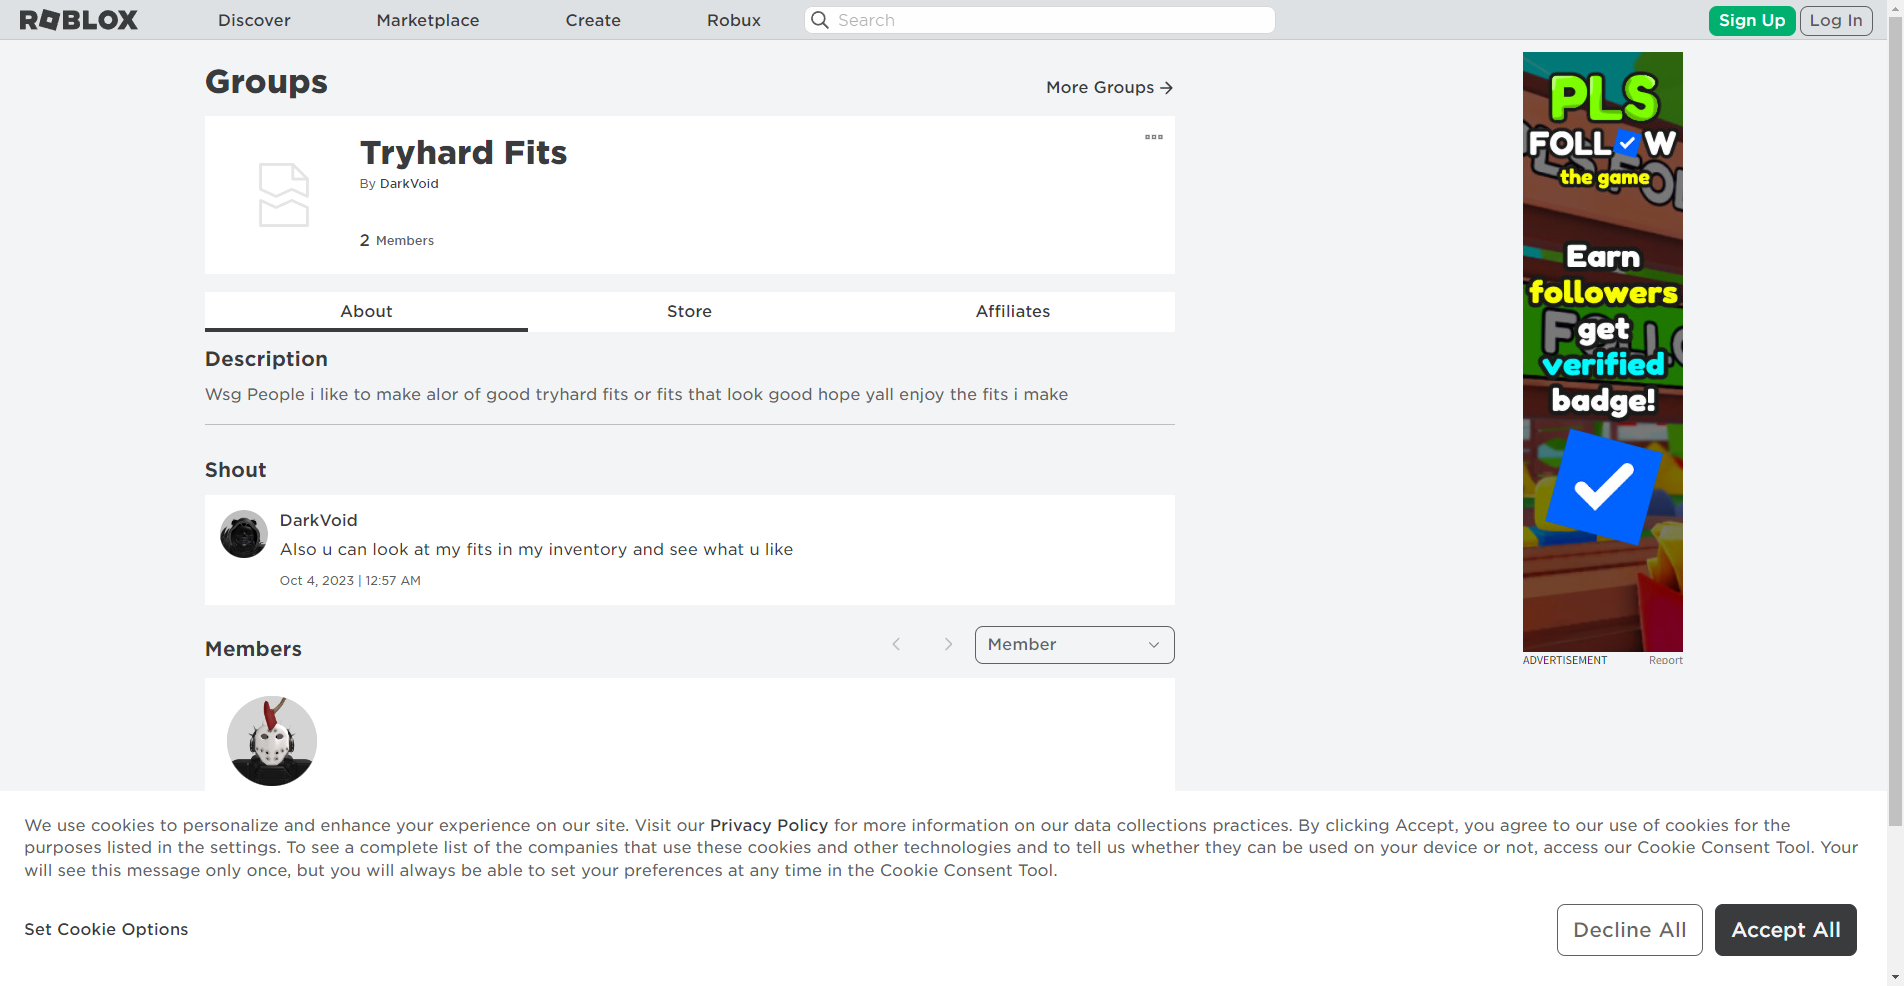 ROBLOX
Discover
Marketplace
Create
Robux
Search
Sign Up
Log In
Groups
More Groups
Tryhard Fits
By DarkVoid
2 Members
About
Store
Affiliates
Description
Wsg People i like to make alor of good tryhard fits or fits that look good hope yall enjoy the fits i make
Shout
DarkVoid
Also u can look at my fits in my inventory and see what u like
Oct 4, 2023 | 12:57 AM
Members
Member
PLS
FOLLOW
the game
Earn
followers
get
verified
badge!
ADVERTISEMENT
Report
We use cookies to personalize and enhance your experience on our site. Visit our Privacy Policy for more information on our data collections practices. By clicking Accept, you agree to our use of cookies for the
purposes listed in the settings. To see a complete list of the companies that use these cookies and other technologies and to tell us whether they can be used on your device or not, access our Cookie Consent Tool. Your
will see this message only once, but you will always be able to set your preferences at any time in the Cookie Consent Tool.
Set Cookie Options
Decline All
Accept All